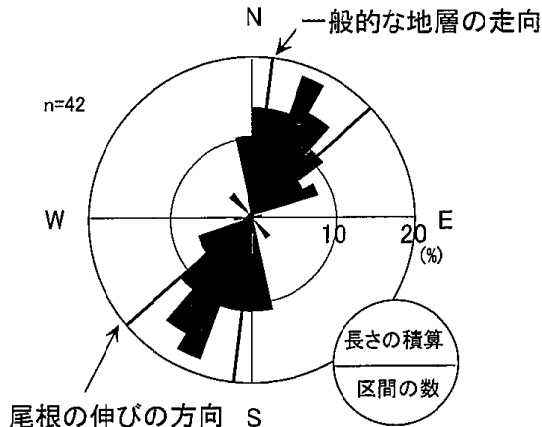 N
一般的な地層の走向
n=42
W
10
20
E
(%)
長さの積算
区間の数
尾根の伸びの方向
S